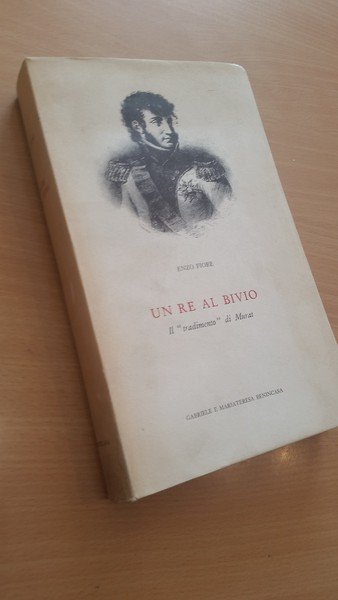 ENZO FIORE
UN RE AL BIVIO
Il "tradimento" di Murat
GABRIELE E MARIATERESA BENINCASA